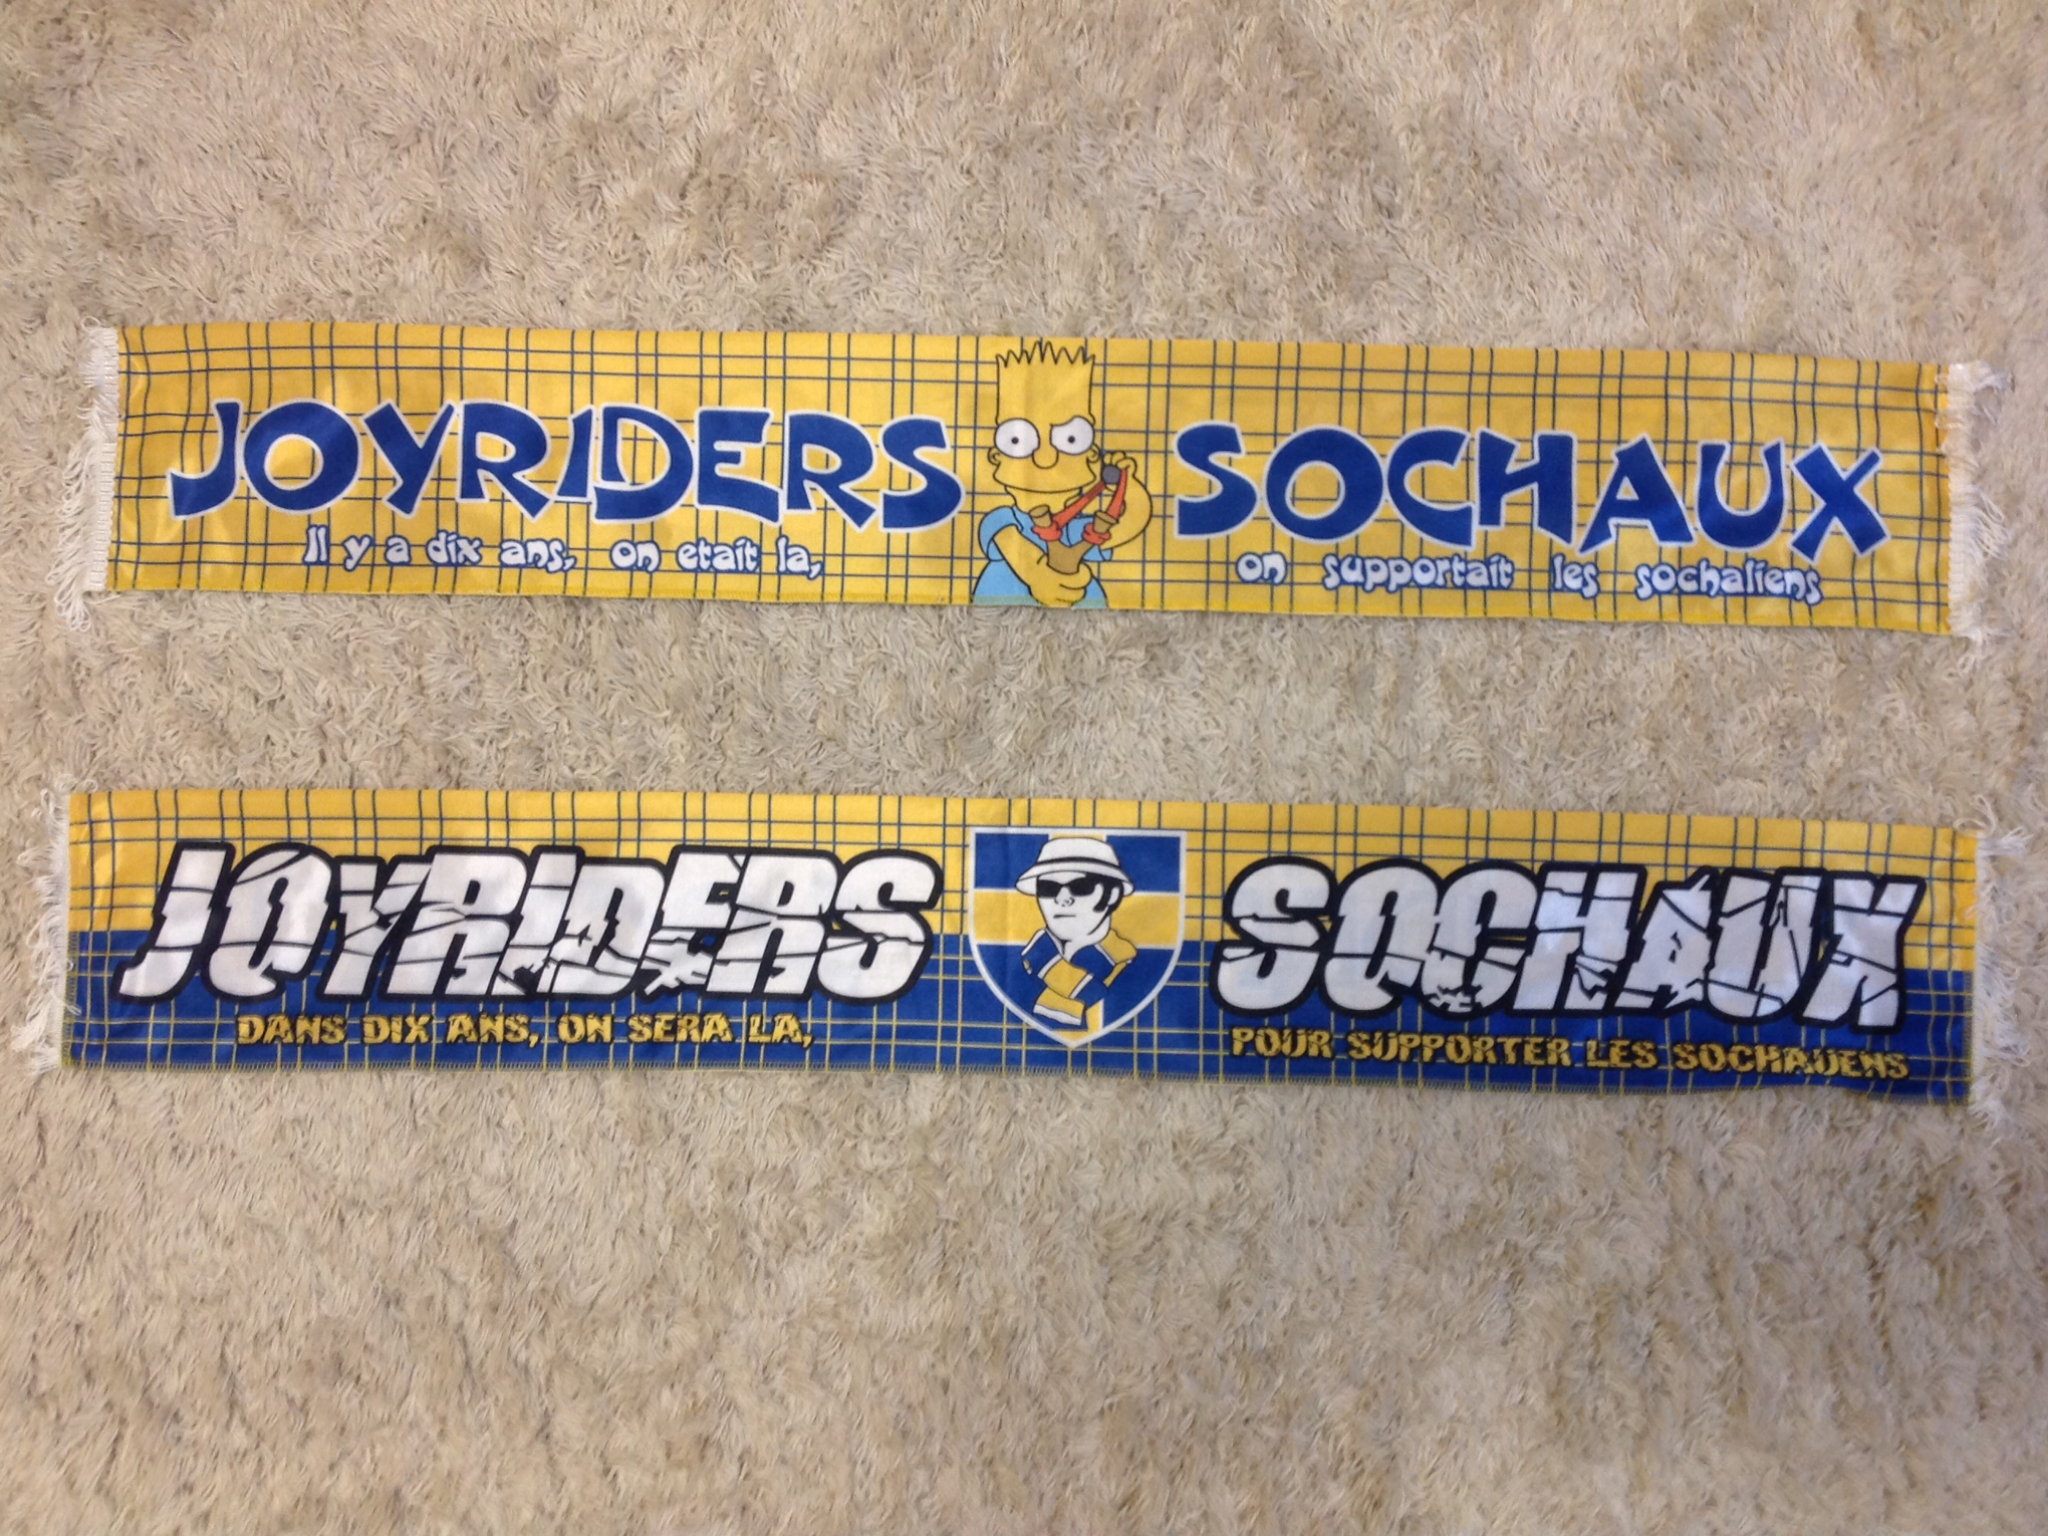 JOYRIDERS SOCHAUX
Il y a dix ans, on etait la, on supportait les sochaliens
JOYRIDERS SOCHAUX
DANS DIX ANS, ON SERA LA, POUR SUPPORTER LES SOCHALIENS